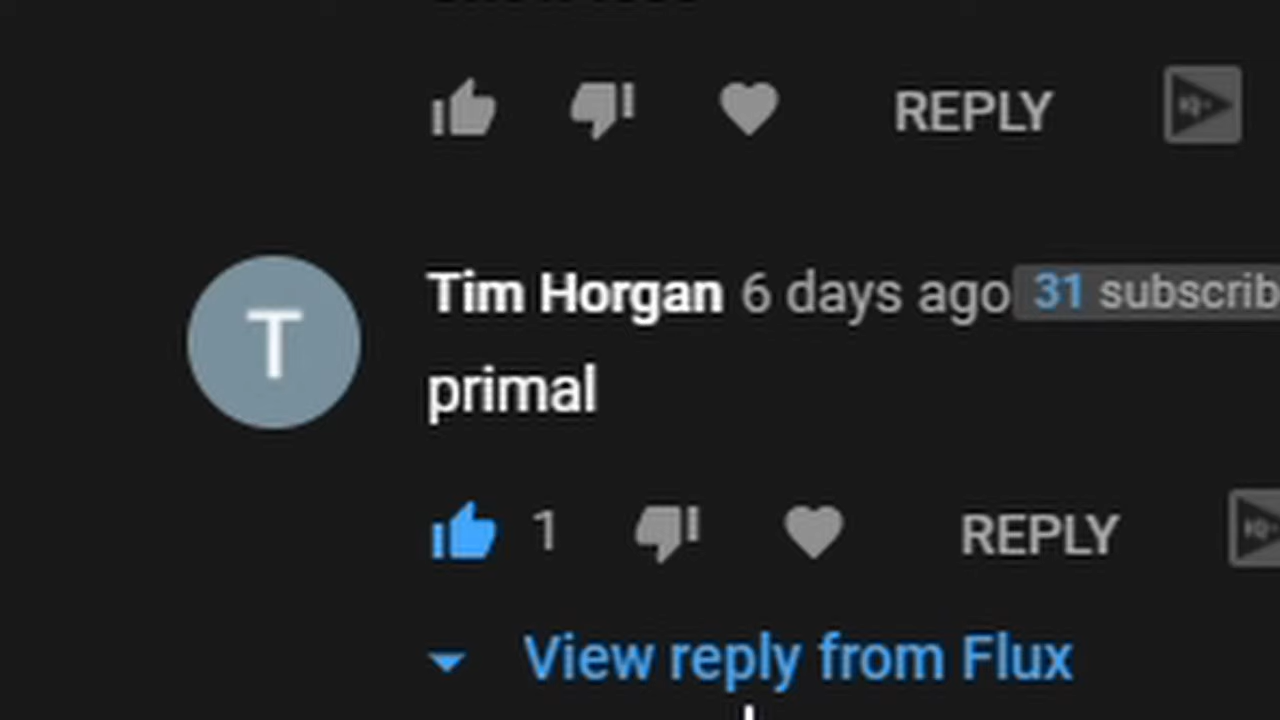 REPLY
T
Tim Horgan 6 days ago 31 subscrib
primal
1 REPLY
View reply from Flux